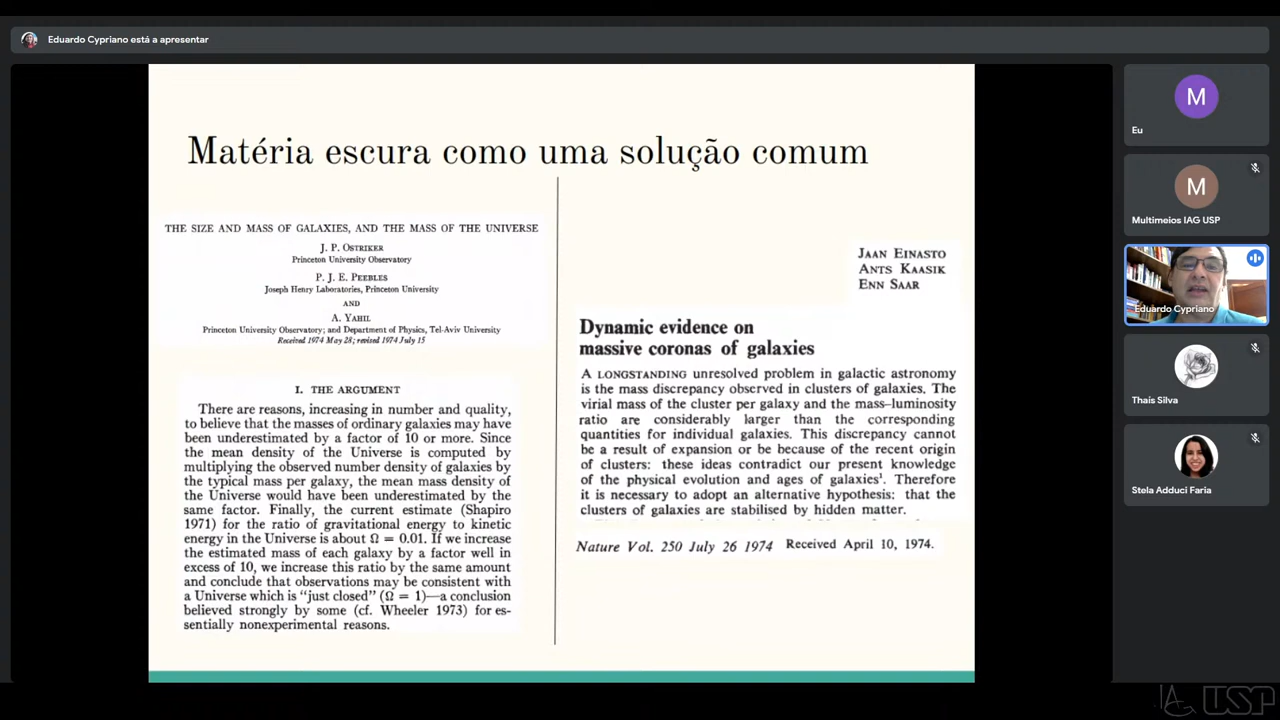 Eduardo Cypriano está a apresentar
Matéria escura como uma solução comum
THE SIZE AND MASS OF GALAXIES, AND THE MASS OF THE UNIVERSE
J. P. OSTRIKER
Princeton University Observatory
P. J. E. PEEBLES
Joseph Henry Laboratories, Princeton University
AND
A. YAHIL
Princeton University Observatory; and Department of Physics, Tel-Aviv University
Received 1974 May 28; revised 1974 July 15
I. THE ARGUMENT
There are reasons, increasing in number and quality,
to believe that the masses of ordinary galaxies may have
been underestimated by a factor of 10 or more. Since
the mean density of the Universe is computed by
multiplying the observed number density of galaxies by
the typical mass per galaxy, the mean mass density of
the Universe would have been underestimated by the
same factor. Finally, the current estimate (Shapiro
1971) for the ratio of gravitational energy to kinetic
energy in the Universe is about Ω = 0.01. If we increase
the estimated mass of each galaxy by a factor well in
excess of 10, we increase this ratio by the same amount
and conclude that observations may be consistent with
a Universe which is "just closed" (Ω = 1)—a conclusion
believed strongly by some (cf. Wheeler 1973) for es-
sentially nonexperimental reasons.
JAAN EINASTO
ANTS KAASIK
ENN SAAR
Dynamic evidence on
massive coronas of galaxies
A LONGSTANDING unresolved problem in galactic astronomy
is the mass discrepancy observed in clusters of galaxies. The
virial mass of the cluster per galaxy and the mass–luminosity
ratio are considerably larger than the corresponding
quantities for individual galaxies. This discrepancy cannot
be a result of expansion or be because of the recent origin
of clusters: these ideas contradict our present knowledge
of the physical evolution and ages of galaxies¹. Therefore
it is necessary to adopt an alternative hypothesis: that the
clusters of galaxies are stabilised by hidden matter.
Nature Vol. 250 July 26 1974 Received April 10, 1974.
M
Eu
M
Multimeios IAG USP
Eduardo Cypriano
Thais Silva
Stela Adduci Faria
USP